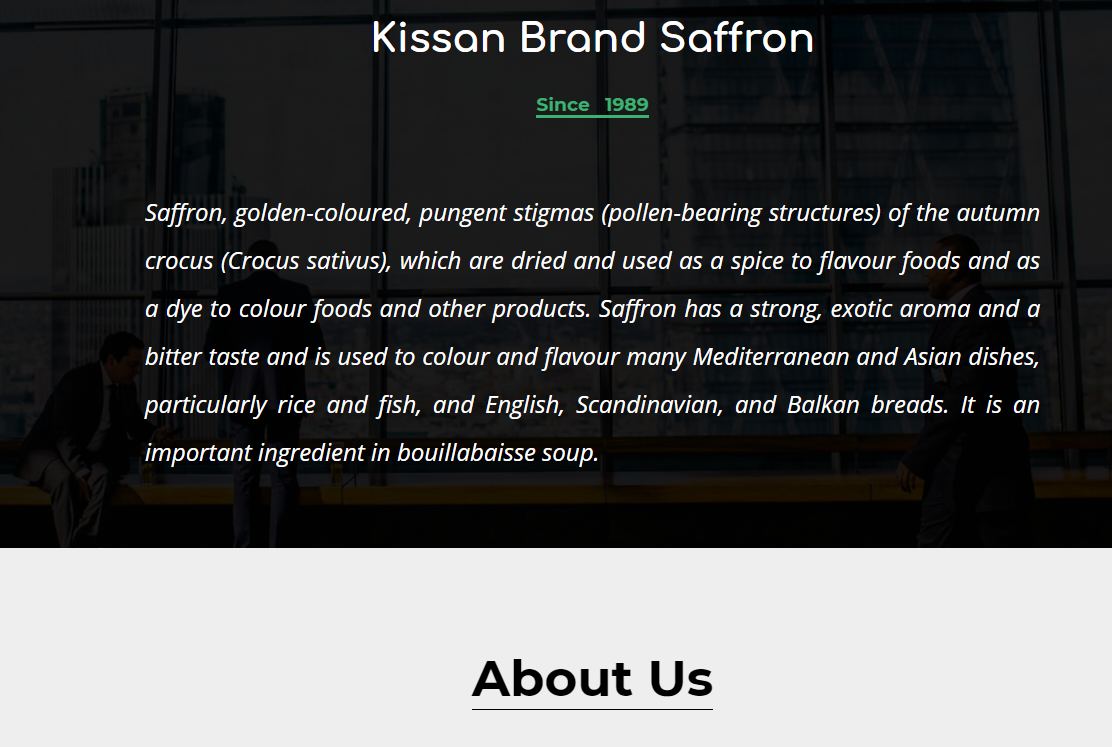 Kissan Brand Saffron
Since 1989
Saffron, golden-coloured, pungent stigmas (pollen-bearing structures) of the autumn
crocus (Crocus sativus), which are dried and used as a spice to flavour foods and as
a dye to colour foods and other products. Saffron has a strong, exotic aroma and a
bitter taste and is used to colour and flavour many Mediterranean and Asian dishes,
particularly rice and fish, and English, Scandinavian, and Balkan breads. It is an
important ingredient in bouillabaisse soup.
About Us